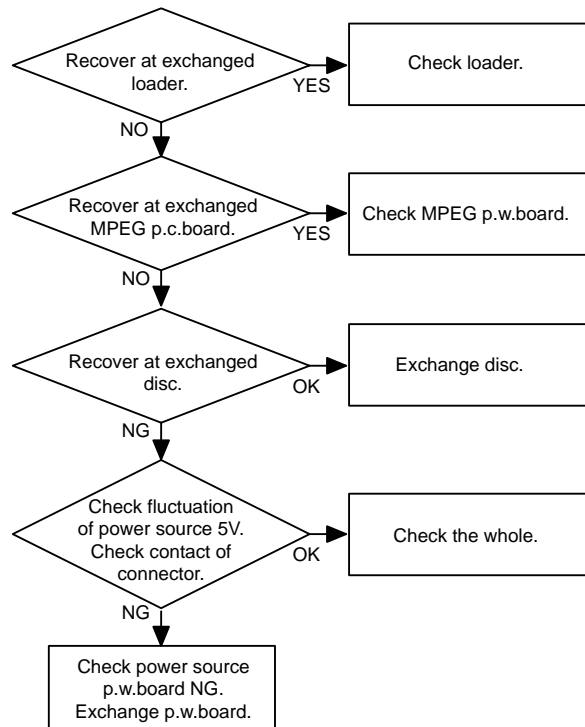 Recover at exchanged
loader.
YES
Check loader.
NO
Recover at exchanged
MPEG p.c.board.
YES
Check MPEG p.w.board.
NO
Recover at exchanged
disc.
OK
Exchange disc.
NG
Check fluctuation
of power source 5V.
Check contact of
connector.
OK
Check the whole.
NG
Check power source
p.w.board NG.
Exchange p.w.board.